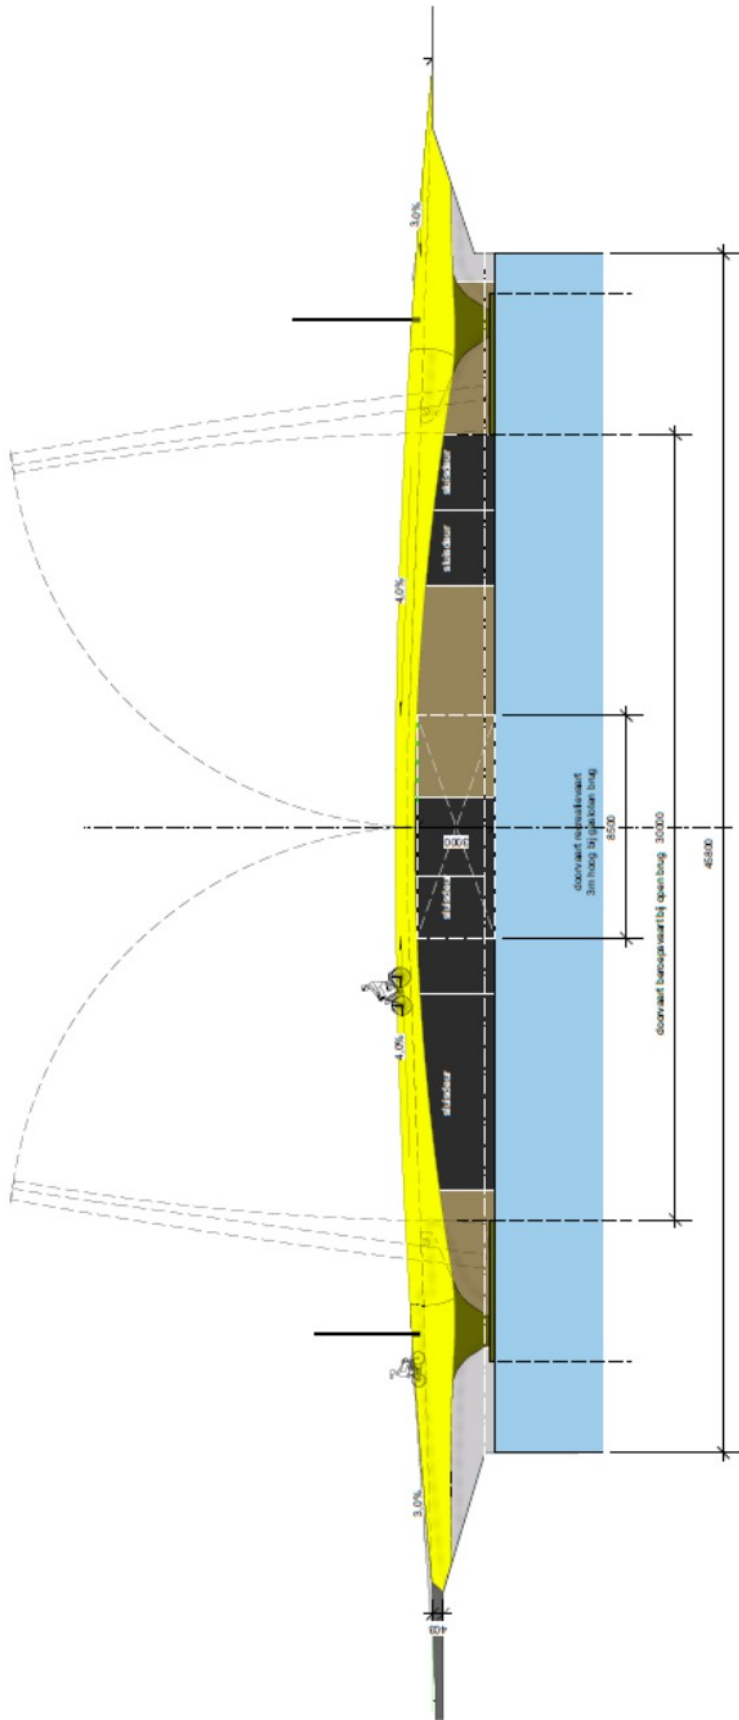 3.0%
4.0%
4.0%
3.0%
sluisdeur
sluisdeur
sluisdeur
sluisdeur
3000
doorvaart recreatievaart
3m hoog bij gesloten brug
8500
doorvaart beroepsvaart bij open brug 30000
45800